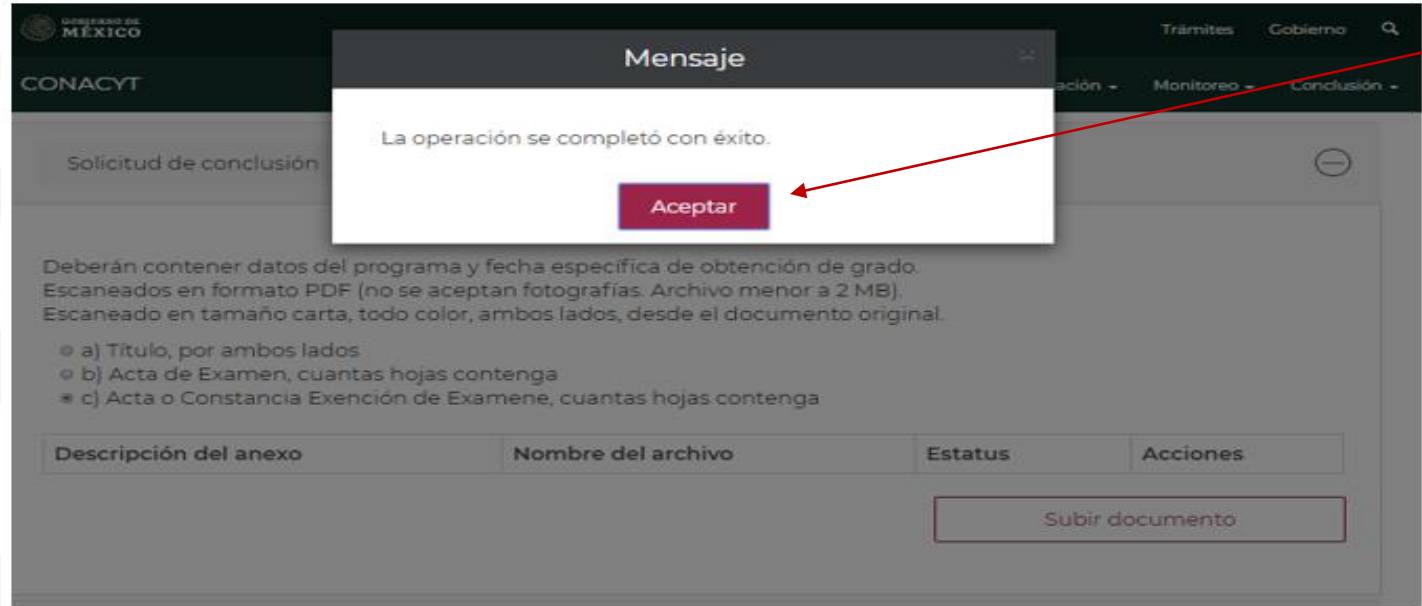 GOBIERNO DE
MÉXICO
Trámites Gobierno
Mensaje
CONACYT
ación Monitoreo Conclusión
La operación se completó con éxito.
Solicitud de conclusión
Aceptar
Deberán contener datos del programa y fecha específica de obtención de grado.
Escaneados en formato PDF (no se aceptan fotografías. Archivo menor a 2 MB).
Escaneado en tamaño carta, todo color, ambos lados, desde el documento original.
a) Título, por ambos lados
b) Acta de Examen, cuantas hojas contenga
c) Acta o Constancia Exención de Examene, cuantas hojas contenga
Descripción del anexo Nombre del archivo Estatus Acciones
Subir documento